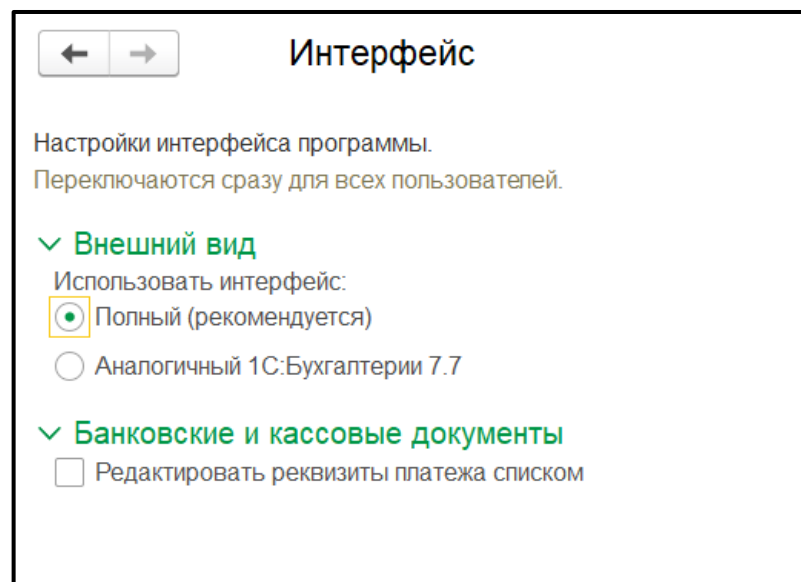 Интерфейс
Настройки интерфейса программы.
Переключаются сразу для всех пользователей.
Внешний вид
Использовать интерфейс:
Полный (рекомендуется)
Аналогичный 1С:Бухгалтерии 7.7
Банковские и кассовые документы
Редактировать реквизиты платежа списком